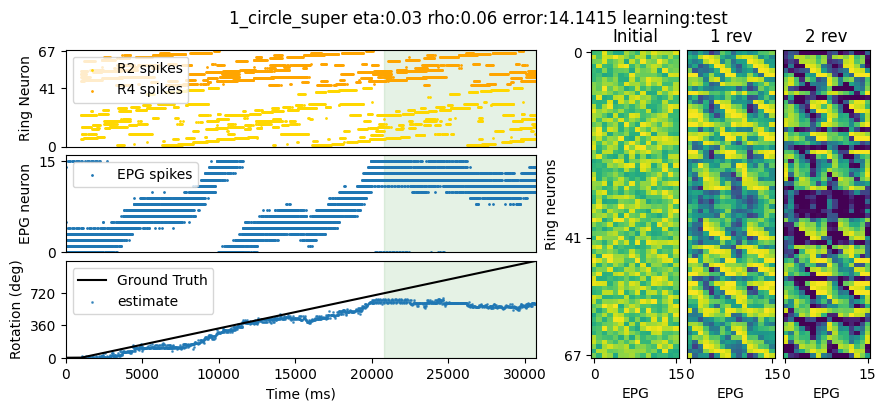 1_circle_super eta:0.03 rho:0.06 error:14.1415 learning:test
Ring Neuron
67
41
0
R2 spikes
R4 spikes
EPG neuron
15
0
EPG spikes
Rotation (deg)
720
360
0
Ground Truth
estimate
0 5000 10000 15000 20000 25000 30000
Time (ms)
Initial 1 rev 2 rev
Ring neurons
0
41
67
0 15 0 15 0 15
EPG EPG EPG